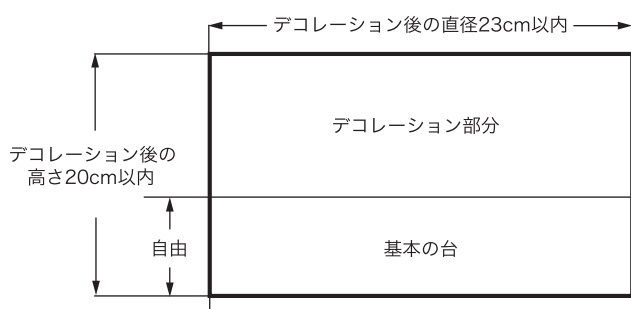 デコレーション後の直径23cm以内
デコレーション部分
デコレーション後の
高さ20cm以内
自由
基本の台